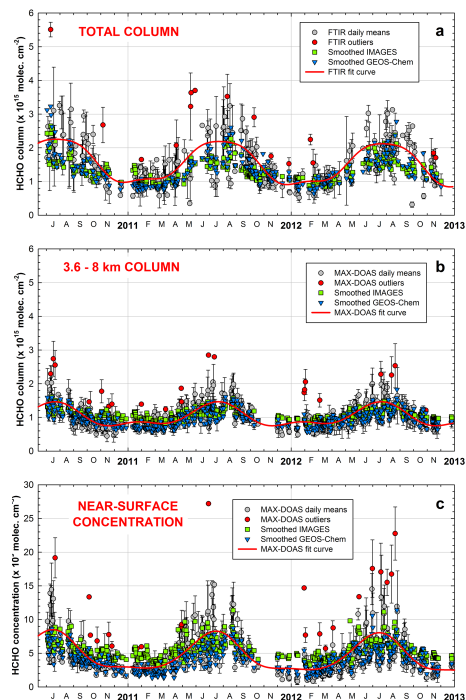 TOTAL COLUMN
a
FTIR daily means
FTIR outliers
Smoothed IMAGES
Smoothed GEOS-Chem
FTIR fit curve
HCHO column (x 10^15 molec. cm^-2)
6
5
4
3
2
1
0
J A S O N D J F M A M J J A S O N D J F M A M J J A S O N D
2011 2012 2013
3.6 - 8 km COLUMN
b
MAX-DOAS daily means
MAX-DOAS outliers
Smoothed IMAGES
Smoothed GEOS-Chem
MAX-DOAS fit curve
HCHO column (x 10^15 molec. cm^-2)
6
5
4
3
2
1
0
J A S O N D J F M A M J J A S O N D J F M A M J J A S O N D
2011 2012 2013
NEAR-SURFACE
CONCENTRATION
c
MAX-DOAS daily means
MAX-DOAS outliers
Smoothed IMAGES
Smoothed GEOS-Chem
MAX-DOAS fit curve
HCHO concentration (x 10^9 molec. cm^-3)
30
25
20
15
10
5
0
J A S O N D J F M A M J J A S O N D J F M A M J J A S O N D
2011 2012 2013